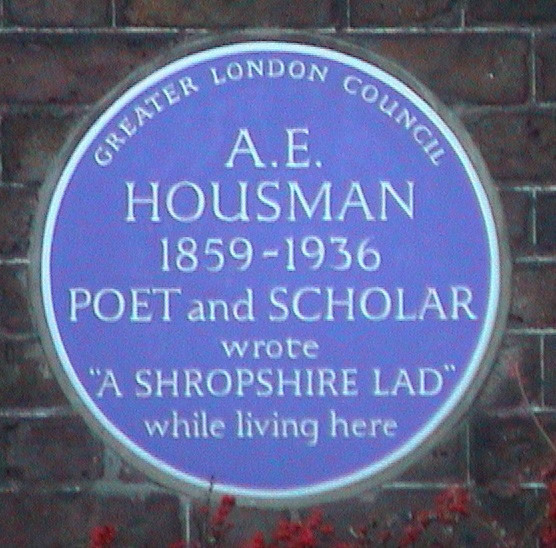 GREATER LONDON COUNCIL
A.E.
HOUSMAN
1859-1936
POET and SCHOLAR
wrote
"A SHROPSHIRE LAD"
while living here